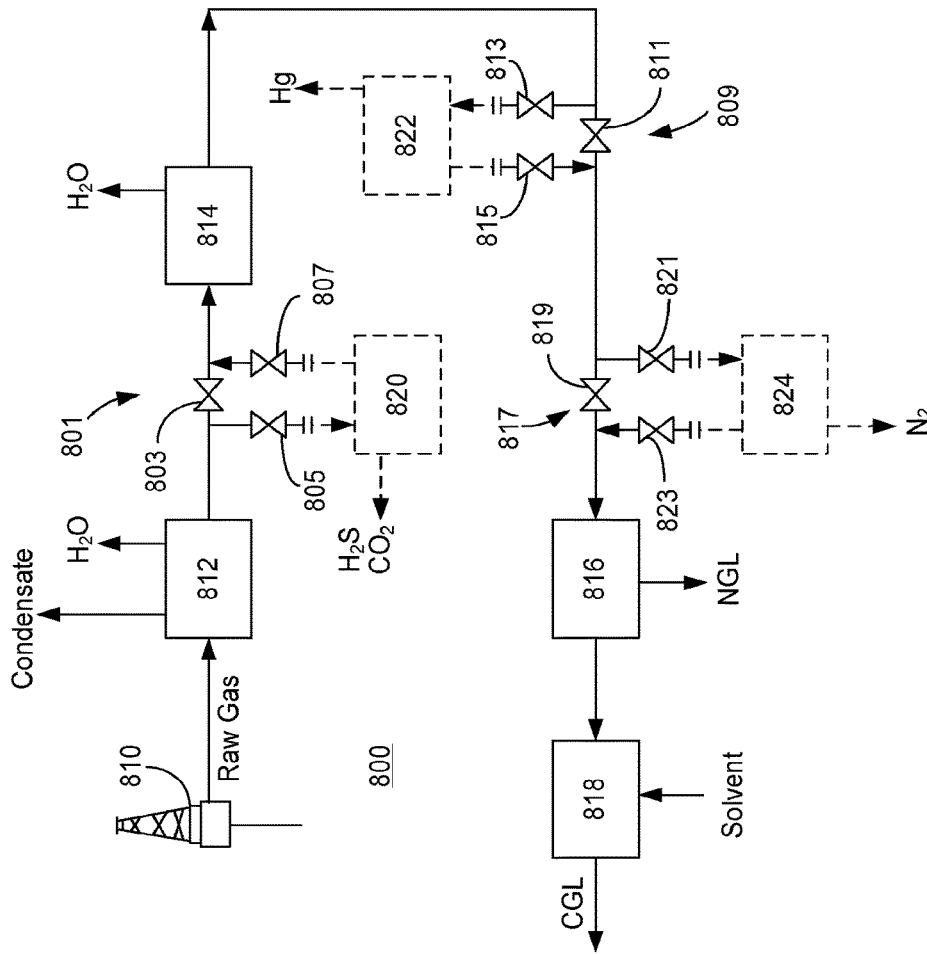 Condensate
H₂O
H₂O
810
Raw Gas
812
801
803
805
807
814
H₂S
CO₂
820
800
Hg
822
813
815
811
809
819
821
817
823
824
N₂
CGL
818
816
Solvent
NGL